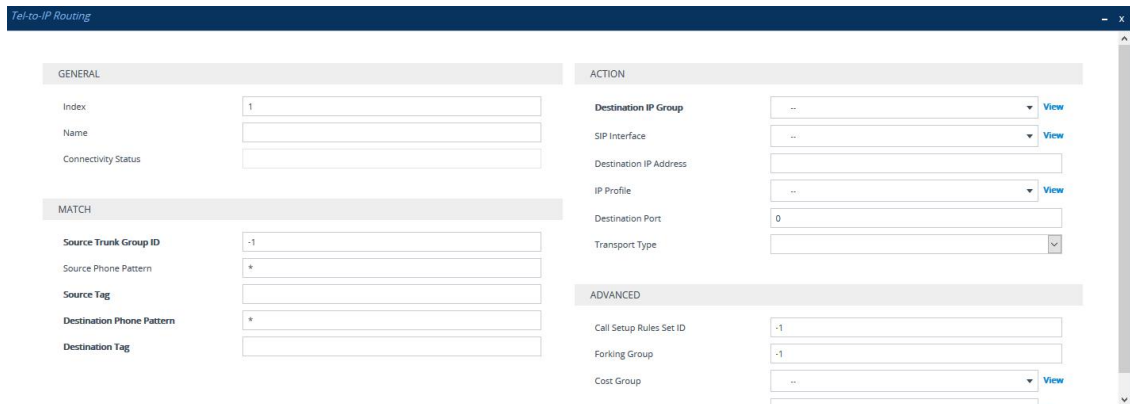 Tel-to-IP Routing
– x
GENERAL
Index 1
Name
Connectivity Status
MATCH
Source Trunk Group ID -1
Source Phone Pattern *
Source Tag
Destination Phone Pattern *
Destination Tag
ACTION
Destination IP Group -- View
SIP Interface -- View
Destination IP Address
IP Profile -- View
Destination Port 0
Transport Type
ADVANCED
Call Setup Rules Set ID -1
Forking Group -1
Cost Group -- View